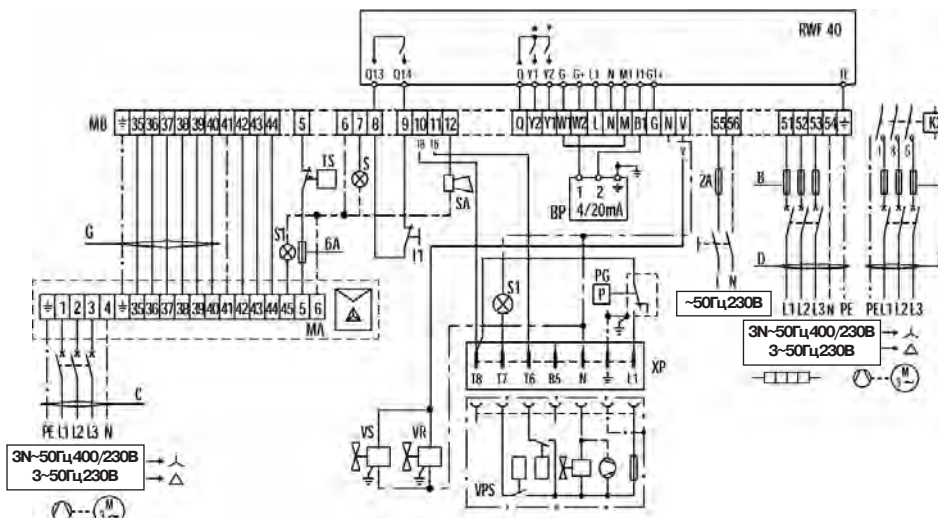 RWF 40
Q13 Q14 Q Y1 Y2 G- G+ L1 N M1 I1 G1+ TE
MB 35 36 37 38 39 40 41 42 43 44 5 6 7 8 9 10 11 12 Q Y2 Y1 W1 W2 L N M B1 G N V 55 56 51 52 53 54
T8 T6 V
TS S SA
1 2
BP 4/20mA
2A B
S1 6A
G
D
PG
P
S1
1 2 3 4 35 36 37 38 39 40 41 42 43 44 45 5 6
MA
N
~50Гц230В
L1 L2 L3 N PE PE L1 L2 L3
3N~50Гц400/230В
3~50Гц230В
XP
T8 T7 T6 B5 N L1
C
PE L1 L2 L3 N
M
3~
VS VR
VPS
3N~50Гц400/230В
3~50Гц230В
M
3~